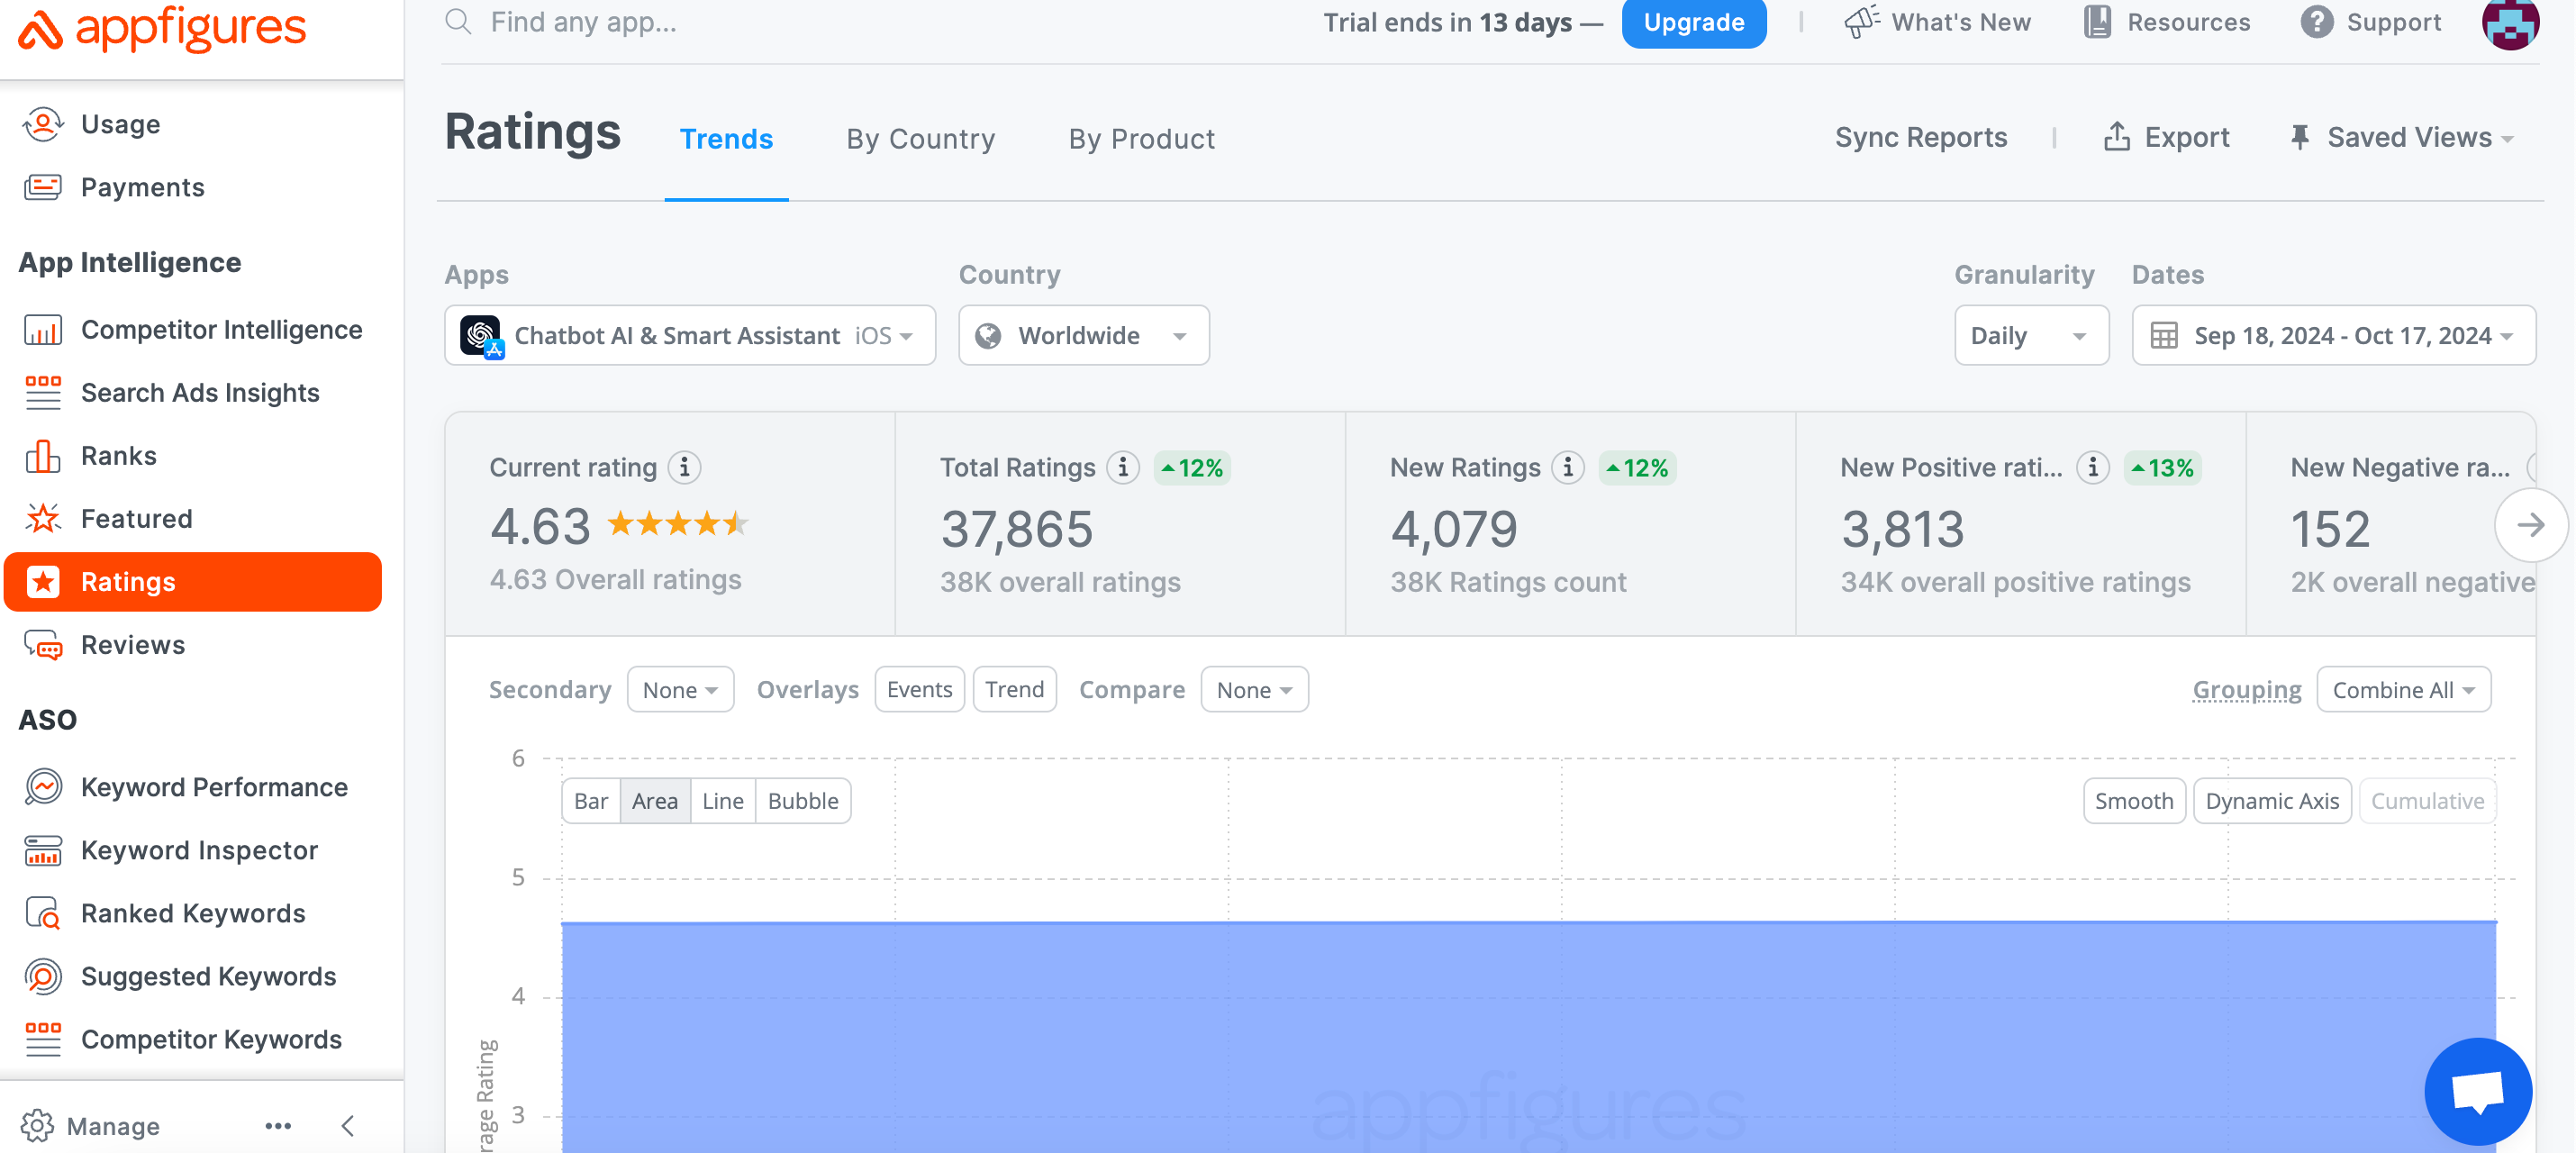 appfigures
Find any app...
Trial ends in 13 days —
Upgrade
What's New
Resources
Support
Usage
Payments
App Intelligence
Competitor Intelligence
Search Ads Insights
Ranks
Featured
Ratings
Reviews
ASO
Keyword Performance
Keyword Inspector
Ranked Keywords
Suggested Keywords
Competitor Keywords
Manage
Ratings
Trends
By Country
By Product
Sync Reports
Export
Saved Views
Apps
Country
Granularity
Dates
Chatbot AI & Smart Assistant iOS
Worldwide
Daily
Sep 18, 2024 - Oct 17, 2024
Current rating
4.63
4.63 Overall ratings
Total Ratings 12%
37,865
38K overall ratings
New Ratings 12%
4,079
38K Ratings count
New Positive rati... 13%
3,813
34K overall positive ratings
New Negative ra...
152
2K overall negative
Secondary
None
Overlays
Events
Trend
Compare
None
Grouping
Combine All
Bar
Area
Line
Bubble
Smooth
Dynamic Axis
Cumulative
6
5
4
3
rage Rating
appfigures